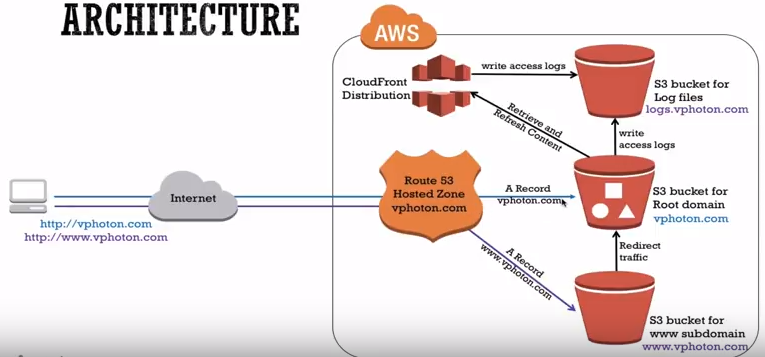 ARCHITECTURE
AWS
CloudFront
Distribution
write access logs
S3 bucket for
Log files
logs.vphoton.com
Retrieve and
Refresh Content
write
access logs
Internet
Route 53
Hosted Zone
vphoton.com
A Record
vphoton.com
S3 bucket for
Root domain
vphoton.com
http://vphoton.com
http://www.vphoton.com
A Record
www.vphoton.com
Redirect
traffic
S3 bucket for
www subdomain
www.vphoton.com